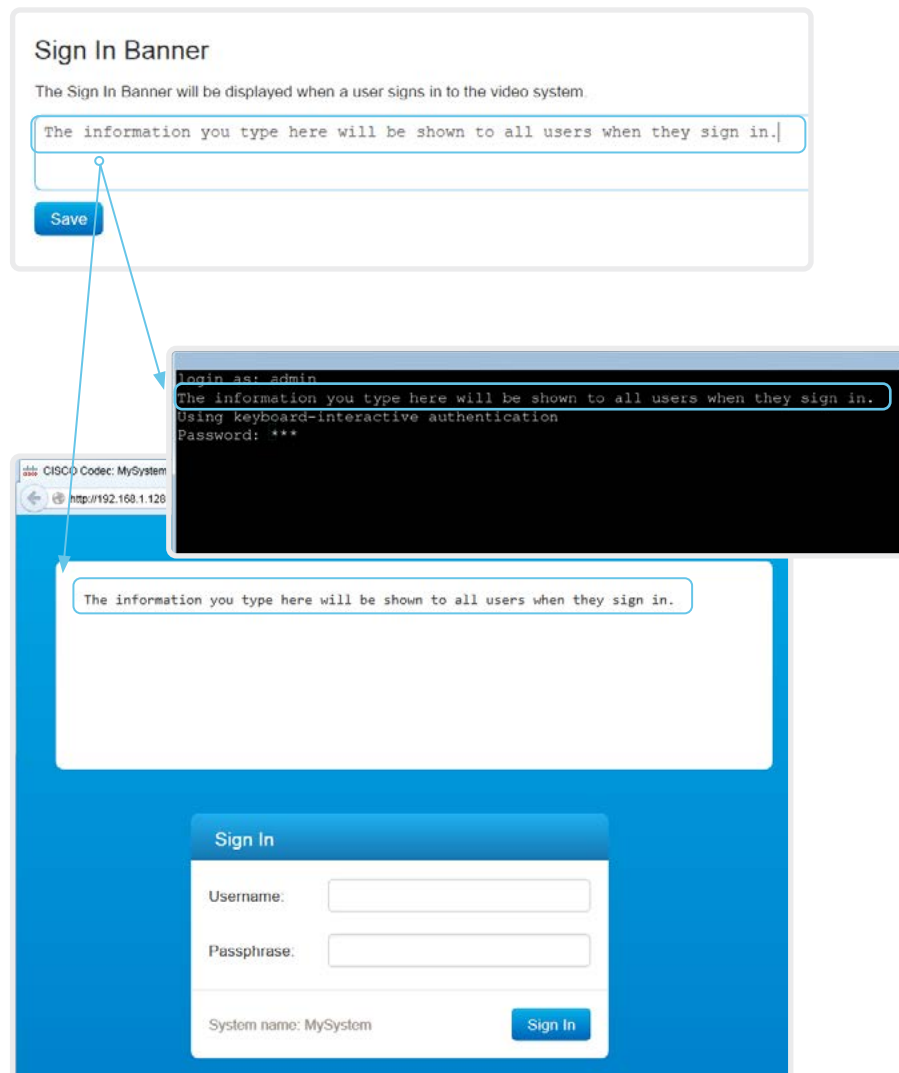 Sign In Banner
The Sign In Banner will be displayed when a user signs in to the video system.
The information you type here will be shown to all users when they sign in.
Save
login as: admin
The information you type here will be shown to all users when they sign in.
Using keyboard-interactive authentication
Password: ***
CISCO Codec: MySystem
http://192.168.1.128
The information you type here will be shown to all users when they sign in.
Sign In
Username:
Passphrase:
System name: MySystem
Sign In